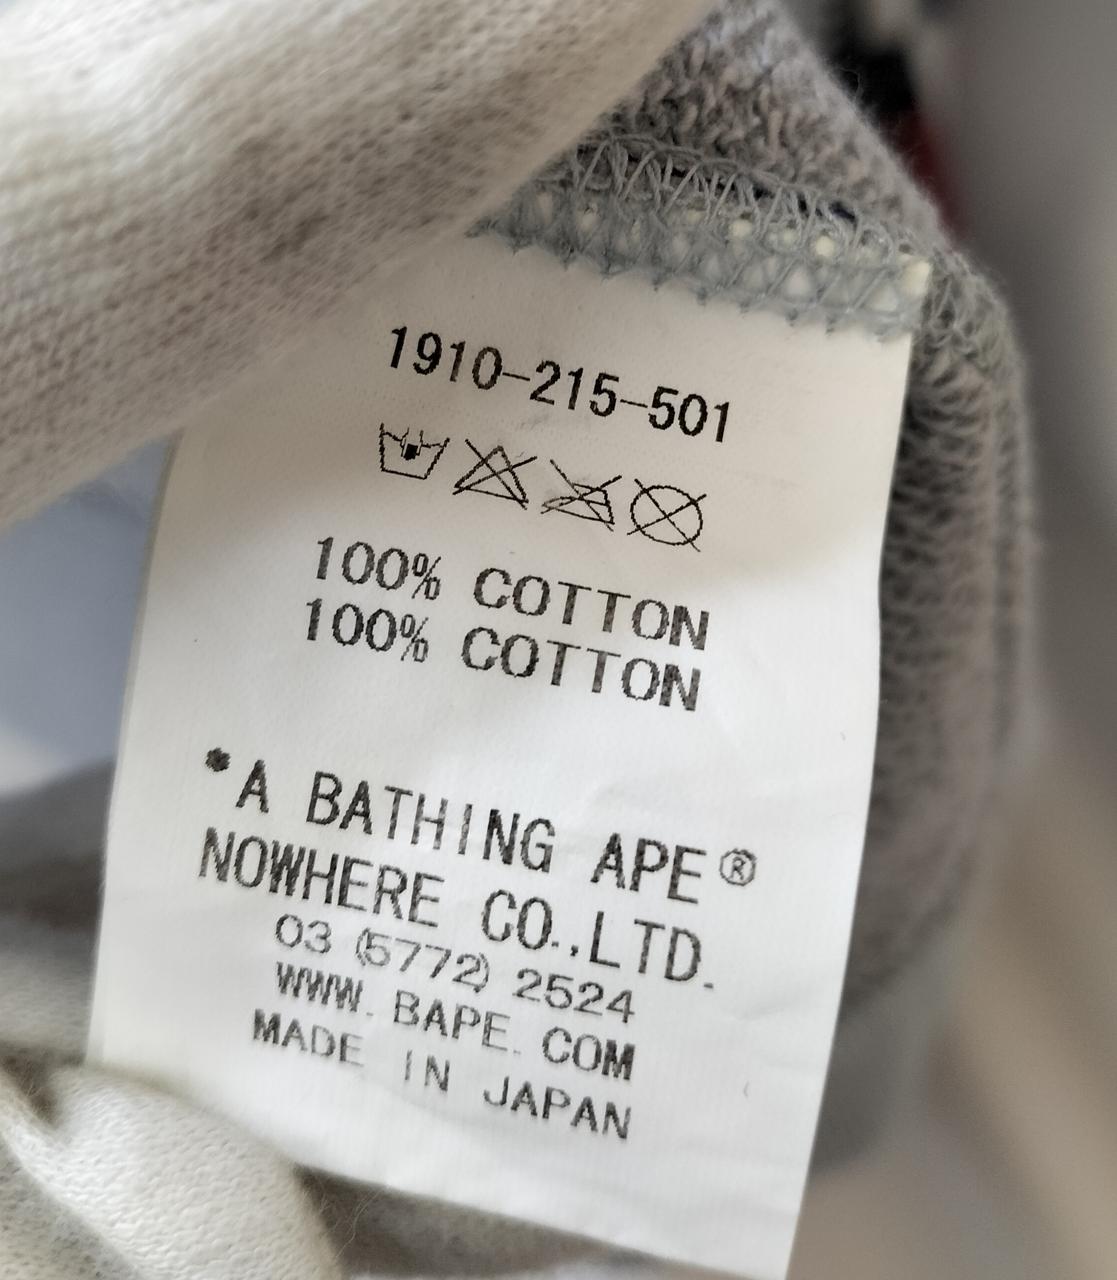 1910-215-501
100% COTTON
100% COTTON
*A BATHING APE®
NOWHERE CO.,LTD.
03 (5772) 2524
WWW. BAPE. COM
MADE IN JAPAN